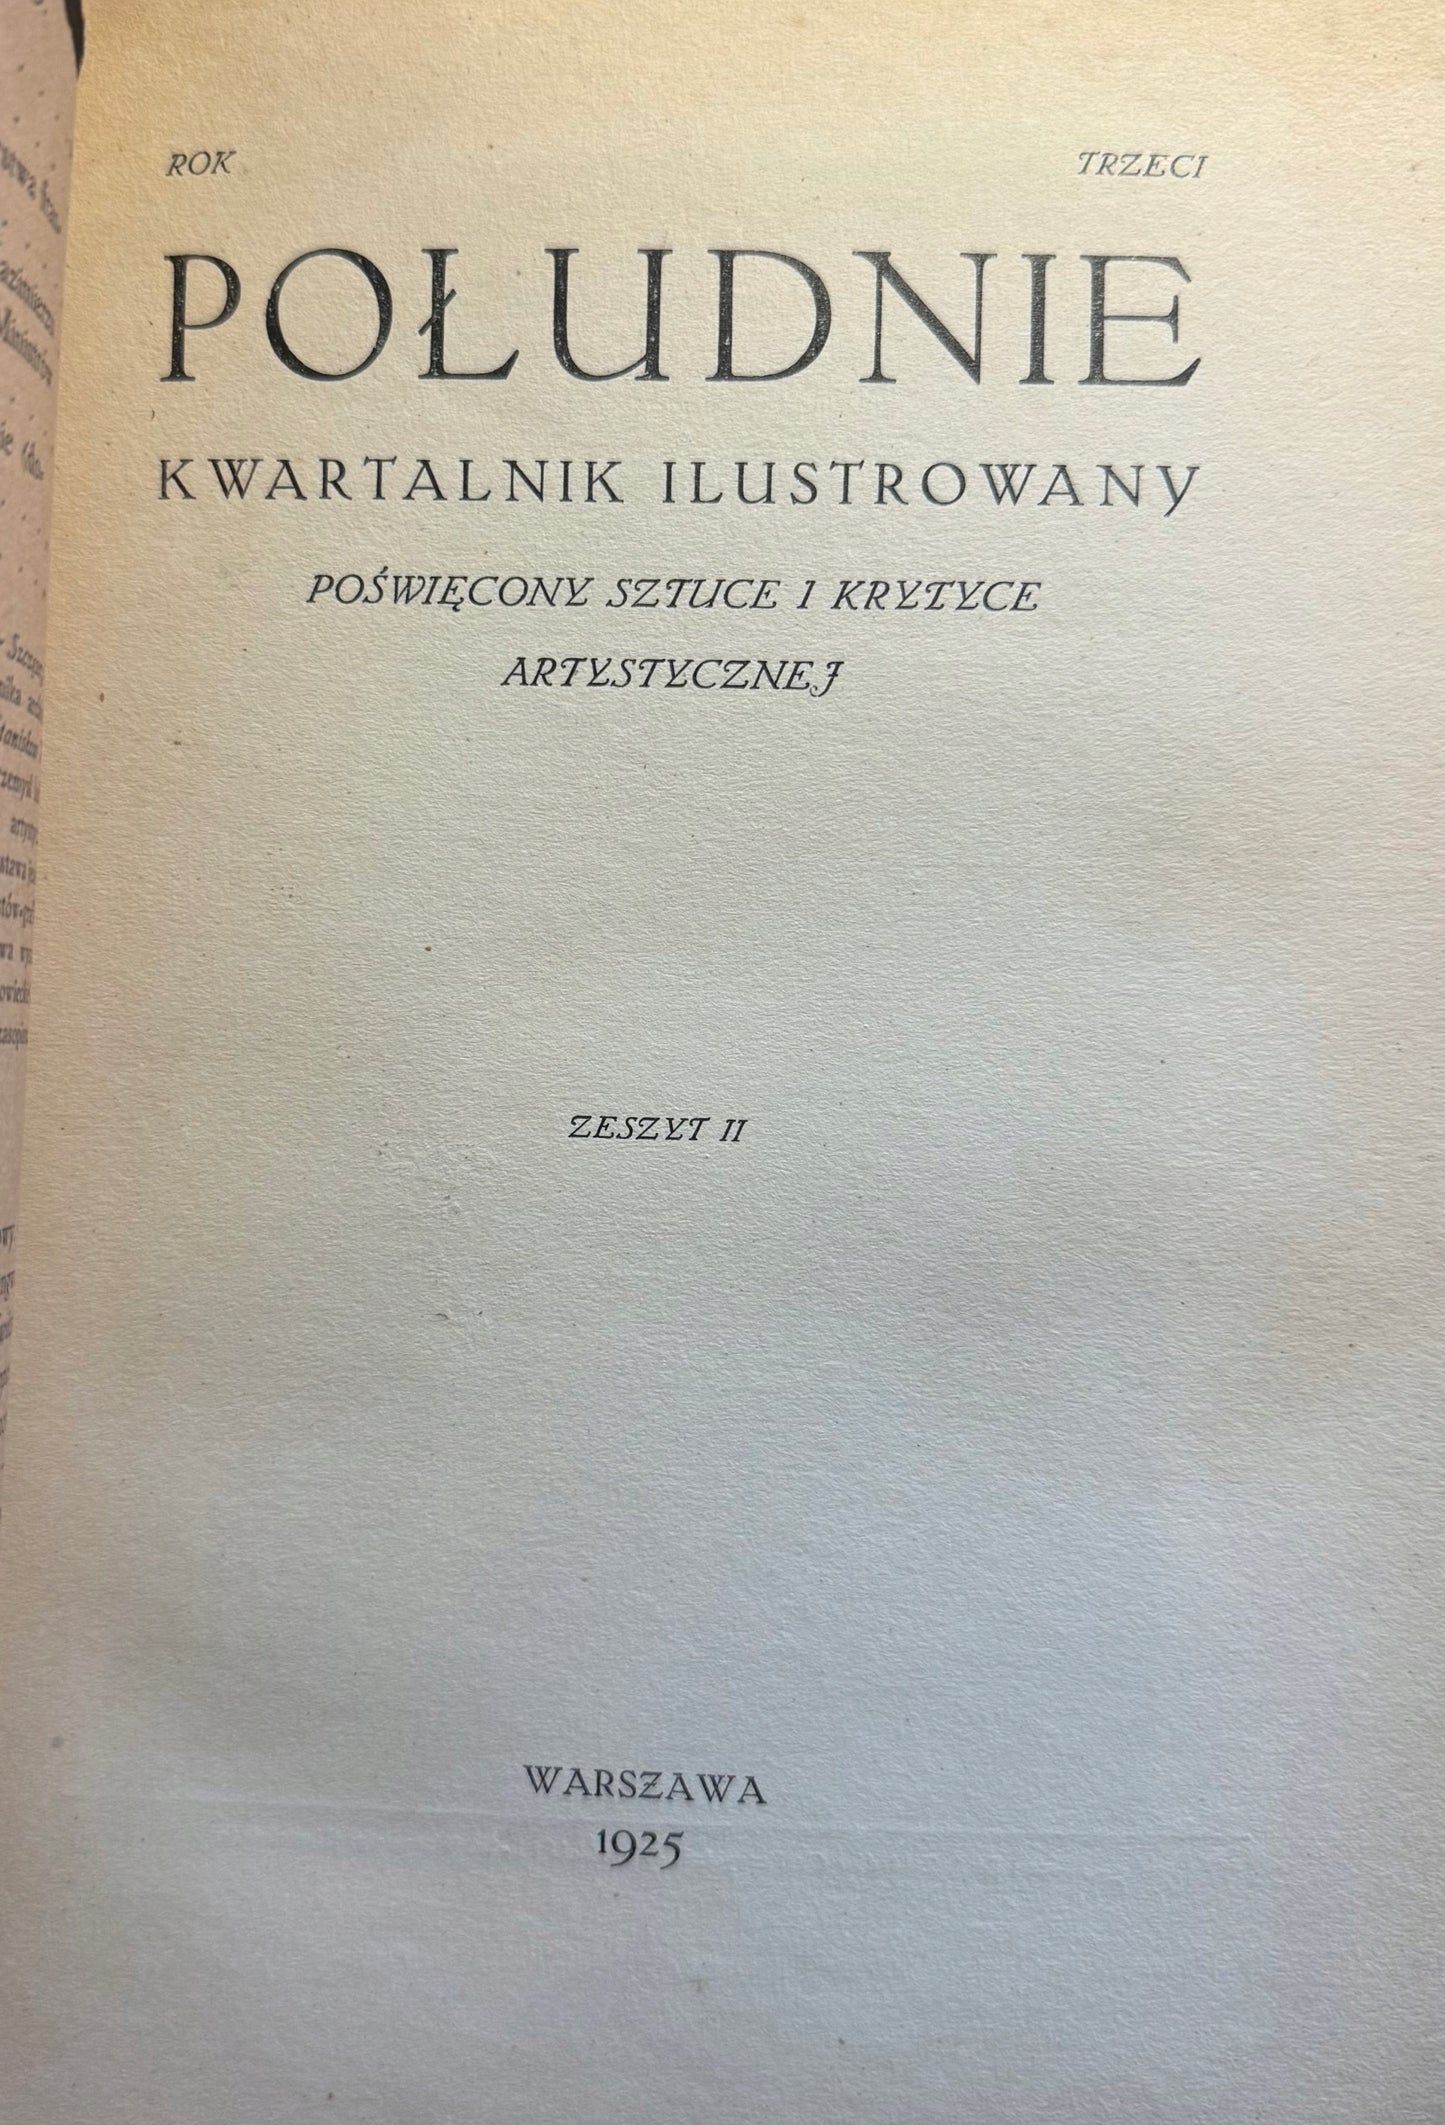 ROK TRZECI
POŁUDNIE
KWARTALNIK ILUSTROWANY
POŚWIĘCONY SZTUCE I KRYTYCE
ARTYSTYCZNEJ
ZESZYT II
WARSZAWA
1925